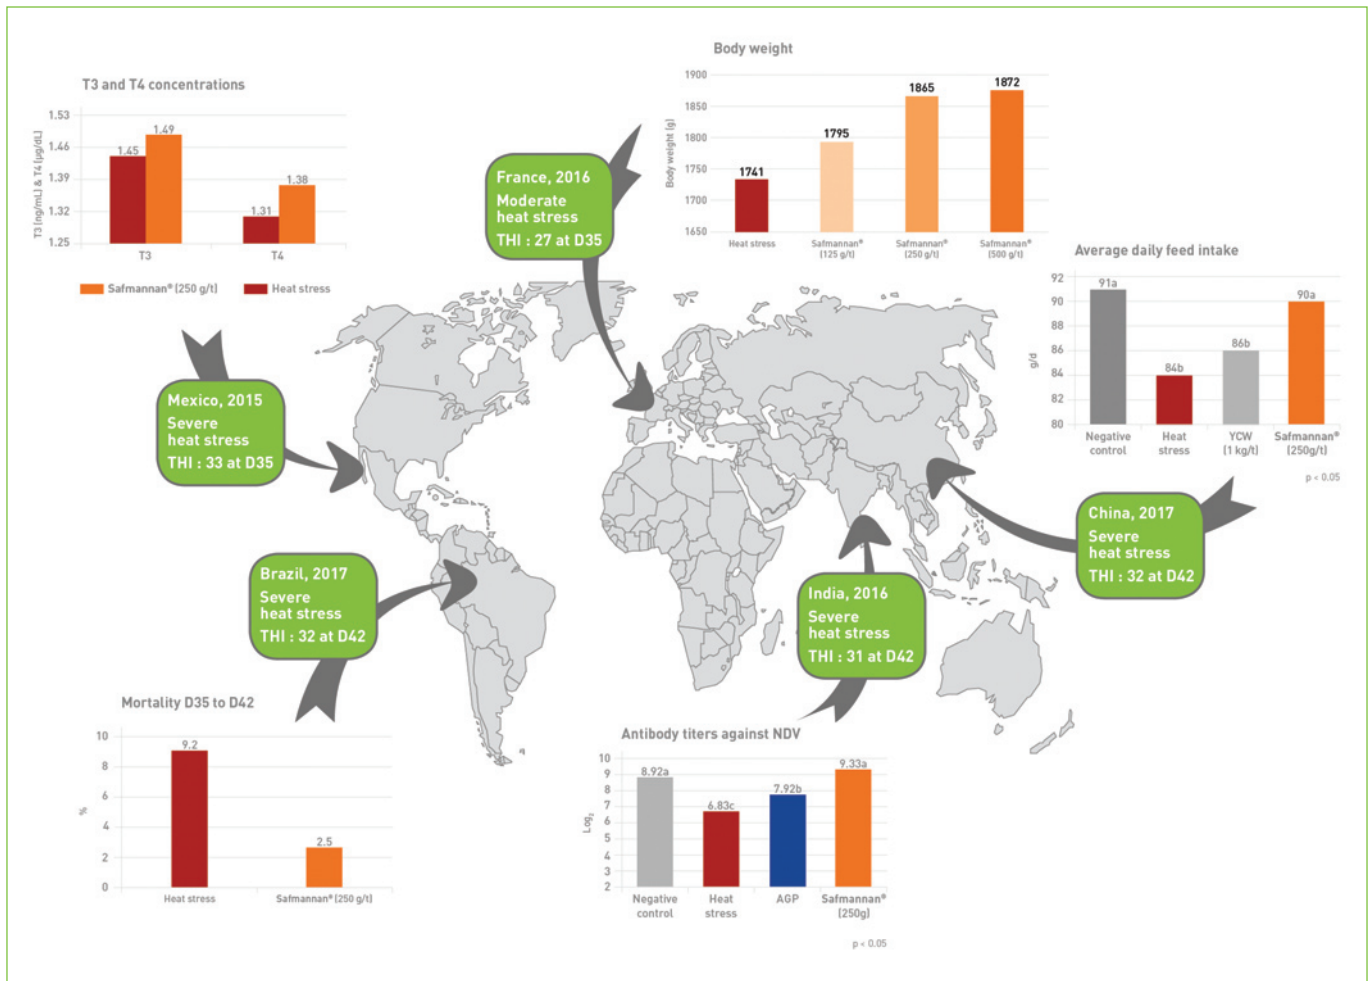 T3 and T4 concentrations
T3 (ng/mL) & T4 (µg/dL)
1.53
1.46
1.39
1.32
1.25
1.45
1.49
1.31
1.38
T3
T4
Safmannan® (250 g/t)
Heat stress
Body weight
Body weight (g)
1900
1850
1800
1750
1700
1650
1741
1795
1865
1872
Heat stress
Safmannan®
(125 g/t)
Safmannan®
(250 g/t)
Safmannan®
(500 g/t)
France, 2016
Moderate
heat stress
THI : 27 at D35
Average daily feed intake
g/d
92
90
88
86
84
82
80
91a
84b
86b
90a
Negative
control
Heat
stress
YCW
(1 kg/t)
Safmannan®
(250g/t)
p < 0.05
Mexico, 2015
Severe
heat stress
THI : 33 at D35
China, 2017
Severe
heat stress
THI : 32 at D42
Brazil, 2017
Severe
heat stress
THI : 32 at D42
India, 2016
Severe
heat stress
THI : 31 at D42
Mortality D35 to D42
%
10
8
6
4
2
0
9.2
2.5
Heat stress
Safmannan® (250 g/t)
Antibody titers against NDV
Log2
10
9
8
7
6
5
4
3
2
8.92a
6.83c
7.92b
9.33a
Negative
control
Heat
stress
AGP
Safmannan®
(250g)
p < 0.05